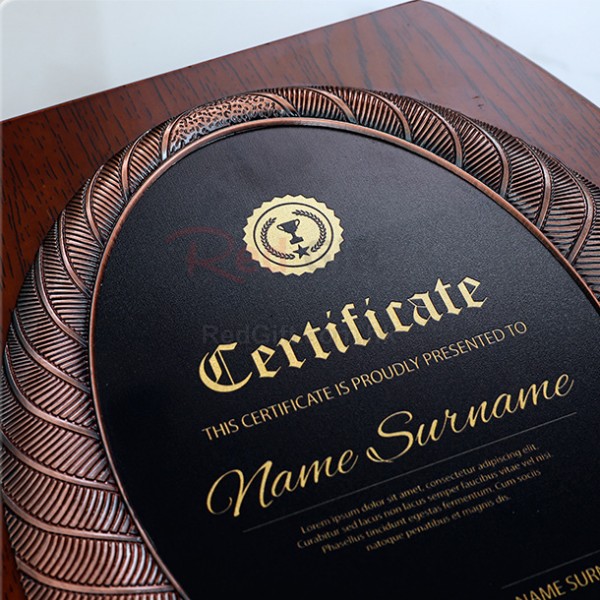 Certificate
THIS CERTIFICATE IS PROUDLY PRESENTED TO
Name Surname
Lorem ipsum dolor sit amet, consectetur adipiscing elit.
Curabitur sed lacus non lacus semper faucibus vitae vel nisi.
Phasellus tincidunt egestas fermentum. Cum sociis
natoque penatibus et magnis dis.
NAME SURN